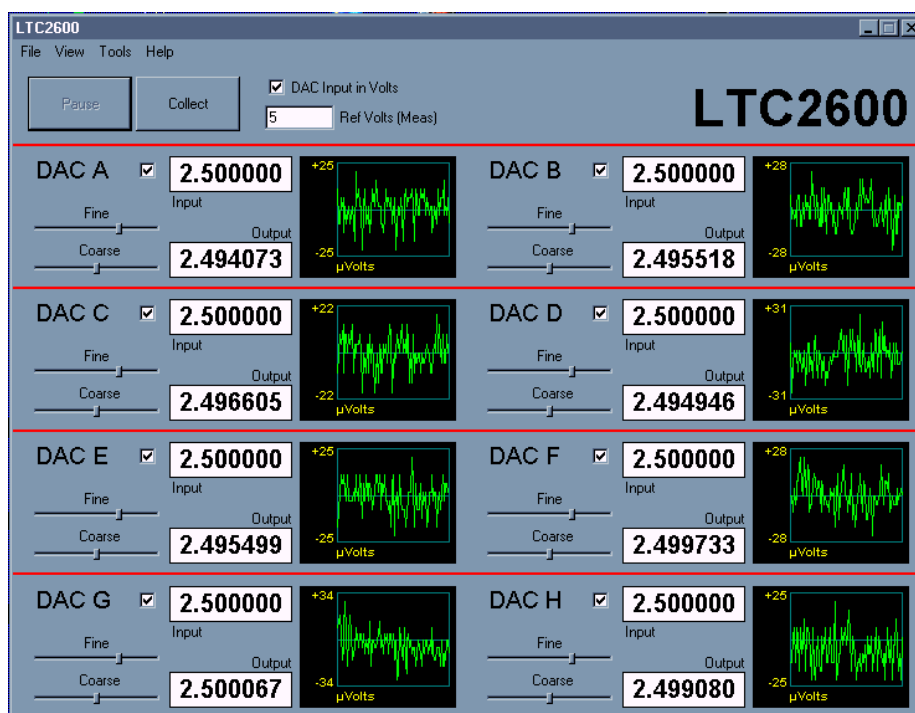 LTC2600
File View Tools Help
Pause
Collect
DAC Input in Volts
5
Ref Volts (Meas)
LTC2600
DAC A
2.500000
Input
Fine
Output
Coarse
2.494073
+25
-25
µVolts
DAC B
2.500000
Input
Fine
Output
Coarse
2.495518
+28
-28
µVolts
DAC C
2.500000
Input
Fine
Output
Coarse
2.496605
+22
-22
µVolts
DAC D
2.500000
Input
Fine
Output
Coarse
2.494946
+31
-31
µVolts
DAC E
2.500000
Input
Fine
Output
Coarse
2.495499
+25
-25
µVolts
DAC F
2.500000
Input
Fine
Output
Coarse
2.499733
+28
-28
µVolts
DAC G
2.500000
Input
Fine
Output
Coarse
2.500067
+34
-34
µVolts
DAC H
2.500000
Input
Fine
Output
Coarse
2.499080
+25
-25
µVolts